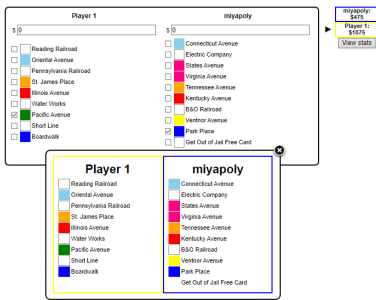 Player 1
$ 0
Reading Railroad
Oriental Avenue
Pennsylvania Railroad
St. James Place
Illinois Avenue
Water Works
Pacific Avenue
Short Line
Boardwalk
miyapoly
$ 0
Connecticut Avenue
Electric Company
States Avenue
Virginia Avenue
Tennessee Avenue
Kentucky Avenue
B&O Railroad
Ventnor Avenue
Park Place
Get Out of Jail Free Card
miyapoly:
$475
Player 1:
$1075
View stats
Player 1
Reading Railroad
Oriental Avenue
Pennsylvania Railroad
St. James Place
Illinois Avenue
Water Works
Pacific Avenue
Short Line
Boardwalk
miyapoly
Connecticut Avenue
Electric Company
States Avenue
Virginia Avenue
Tennessee Avenue
Kentucky Avenue
B&O Railroad
Ventnor Avenue
Park Place
Get Out of Jail Free Card